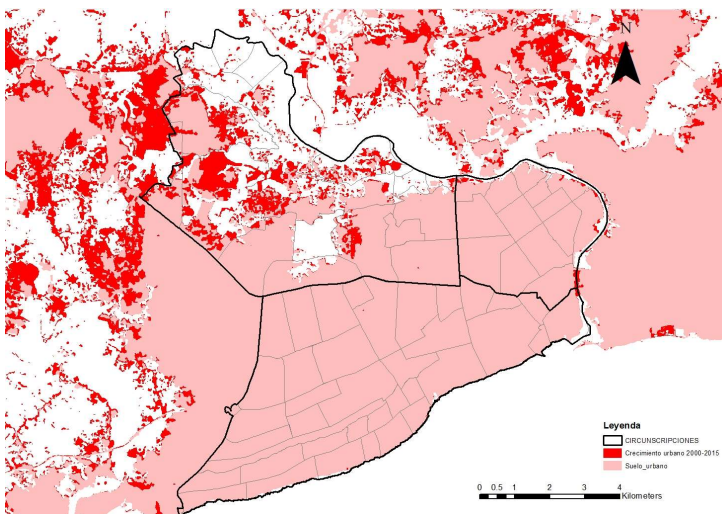 N
Leyenda
CIRCUNSCRIPCIONES
Crecimiento urbano 2000-2015
Suelo_urbano
0 0.5 1 2 3 4
Kilometers